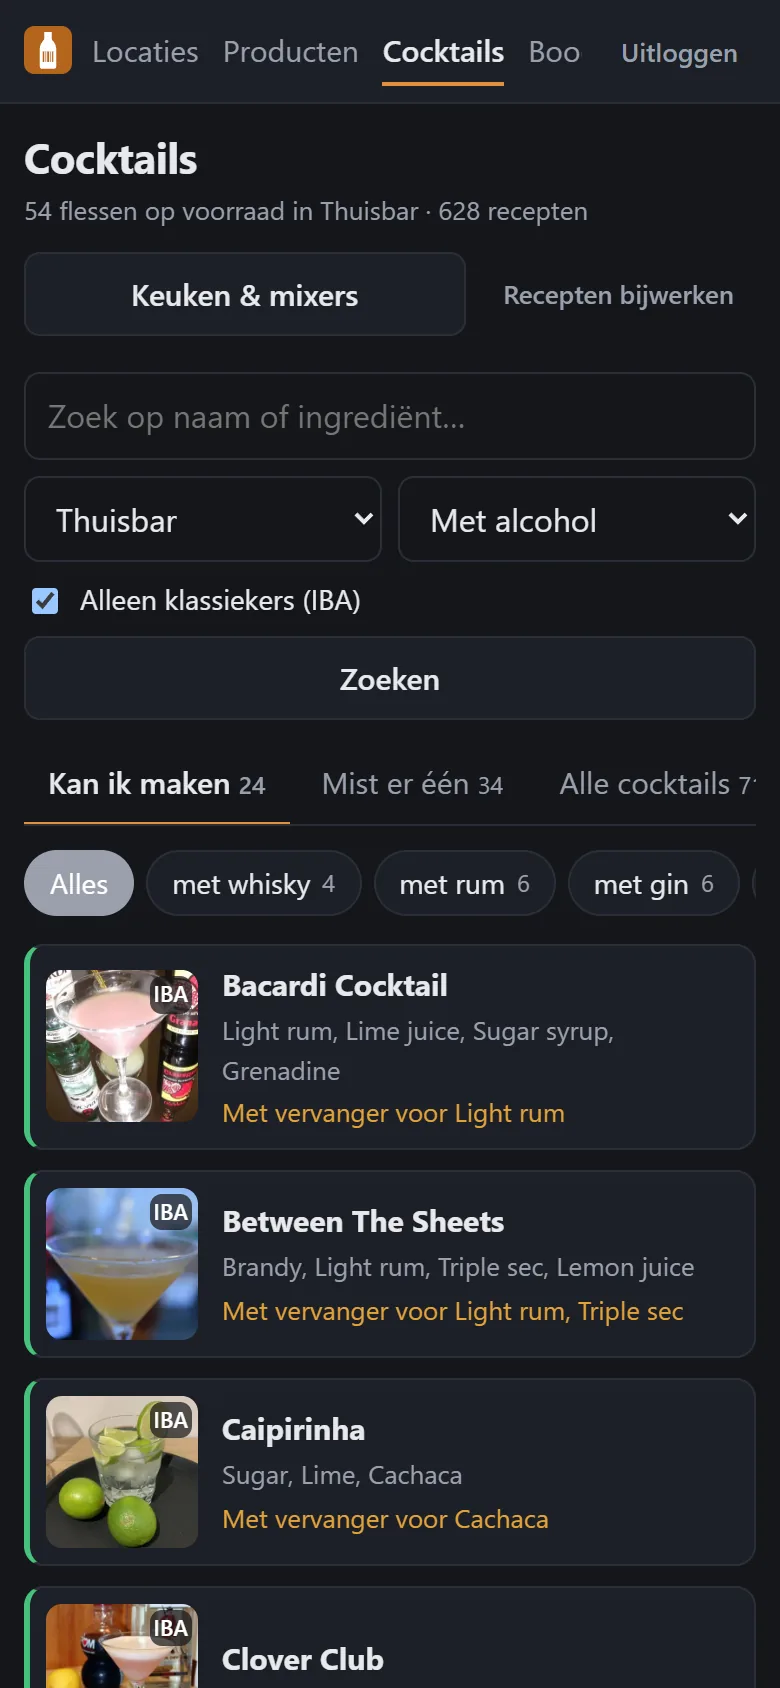 Locaties Producten Cocktails Boo Uitloggen
Cocktails
54 flessen op voorraad in Thuisbar · 628 recepten
Keuken & mixers Recepten bijwerken
Zoek op naam of ingrediënt...
Thuisbar Met alcohol
Alleen klassiekers (IBA)
Zoeken
Kan ik maken 24 Mist er één 34 Alle cocktails
Alles met whisky 4 met rum 6 met gin 6
IBA
Bacardi Cocktail
Light rum, Lime juice, Sugar syrup,
Grenadine
Met vervanger voor Light rum
IBA
Between The Sheets
Brandy, Light rum, Triple sec, Lemon juice
Met vervanger voor Light rum, Triple sec
IBA
Caipirinha
Sugar, Lime, Cachaca
Met vervanger voor Cachaca
IBA
Clover Club